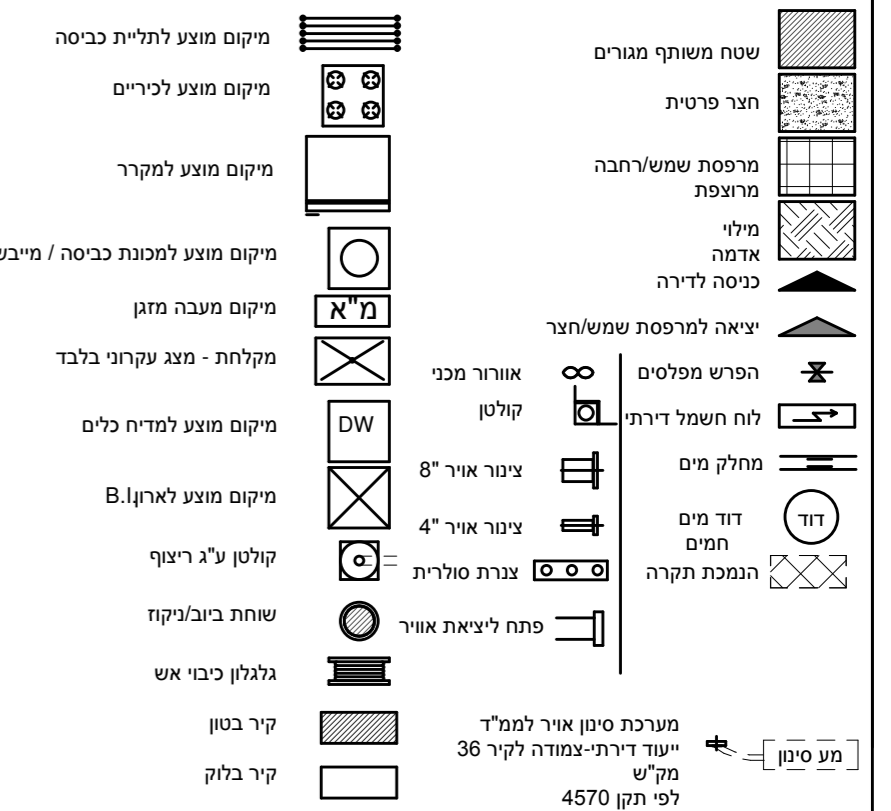 שטח משותף מגורים
חצר פרטית
מרפסת שמש/רחבה
מרוצפת
מילוי
אדמה
כניסה לדירה
יציאה למרפסת שמש/חצר
הפרש מפלסים
לוח חשמל דירתי
מחלק מים
דוד
דוד מים
חמים
הנמכת תקרה
אוורור מכני
קולטן
צינור אויר 8"
צינור אויר 4"
צנרת סולרית
פתח ליציאת אוויר
מע סינון
מערכת סינון אויר לממ"ד
ייעוד דירתי-צמודה לקיר 36
מק"ש
לפי תקן 4570
מיקום מוצע לתליית כביסה
מיקום מוצע לכיריים
מיקום מוצע למקרר
מיקום מוצע למכונת כביסה / מייבש
מ"א
מיקום מעבה מזגן
מקלחת - מצג עקרוני בלבד
DW
מיקום מוצע למדיח כלים
מיקום מוצע לארון B.I.
קולטן ע"ג ריצוף
שוחת ביוב/ניקוז
גלגלון כיבוי אש
קיר בטון
קיר בלוק